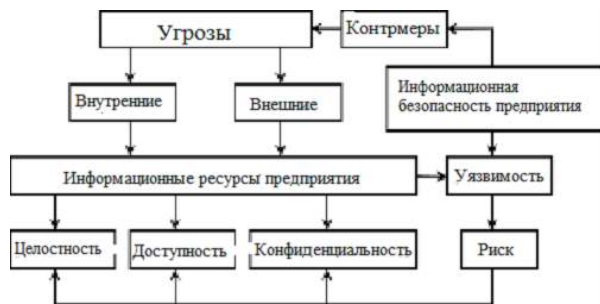 Угрозы
Контрмеры
Внутренние
Внешние
Информационная
безопасность предприятия
Информационные ресурсы предприятия
Уязвимость
Целостность
Доступность
Конфиденциальность
Риск